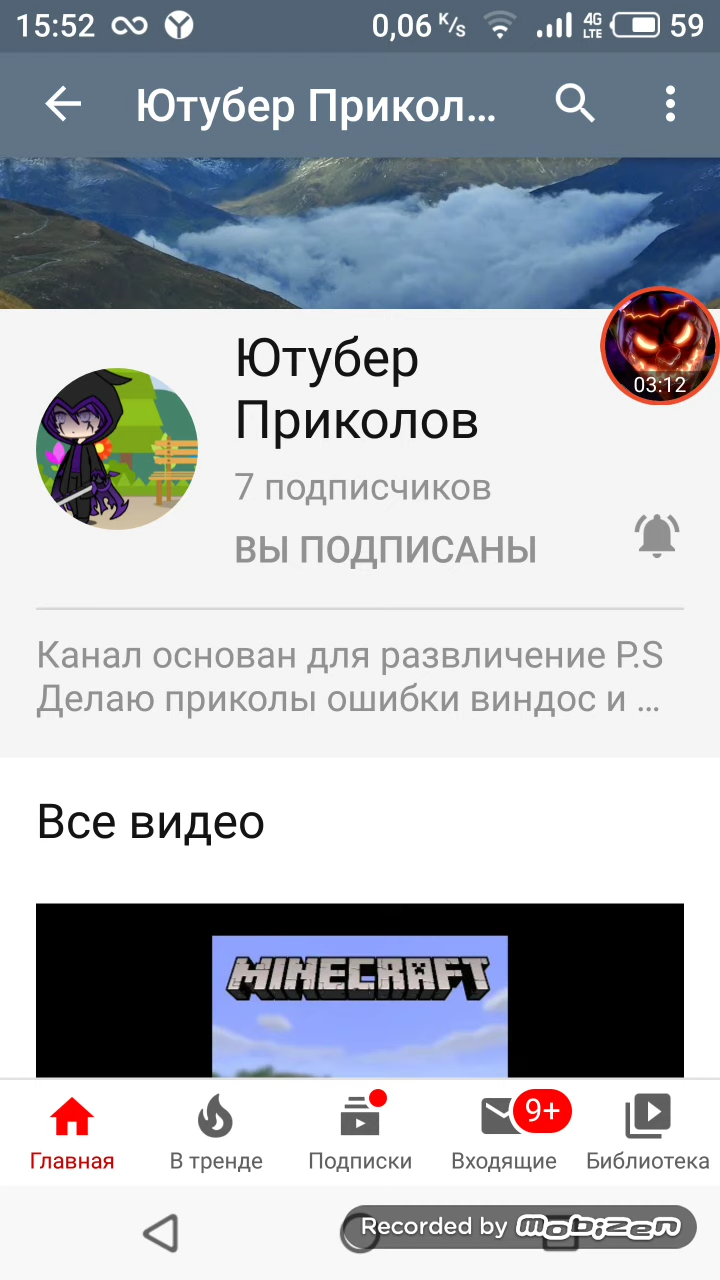 15:52 0,06 K/s 4G LTE 59
Ютубер Прикол...
03:12
Ютубер
Приколов
7 подписчиков
ВЫ ПОДПИСАНЫ
Канал основан для развличение P.S
Делаю приколы ошибки виндос и ...
Все видео
MINECRAFT
9+
Главная В тренде Подписки Входящие Библиотека
Recorded by mobizen